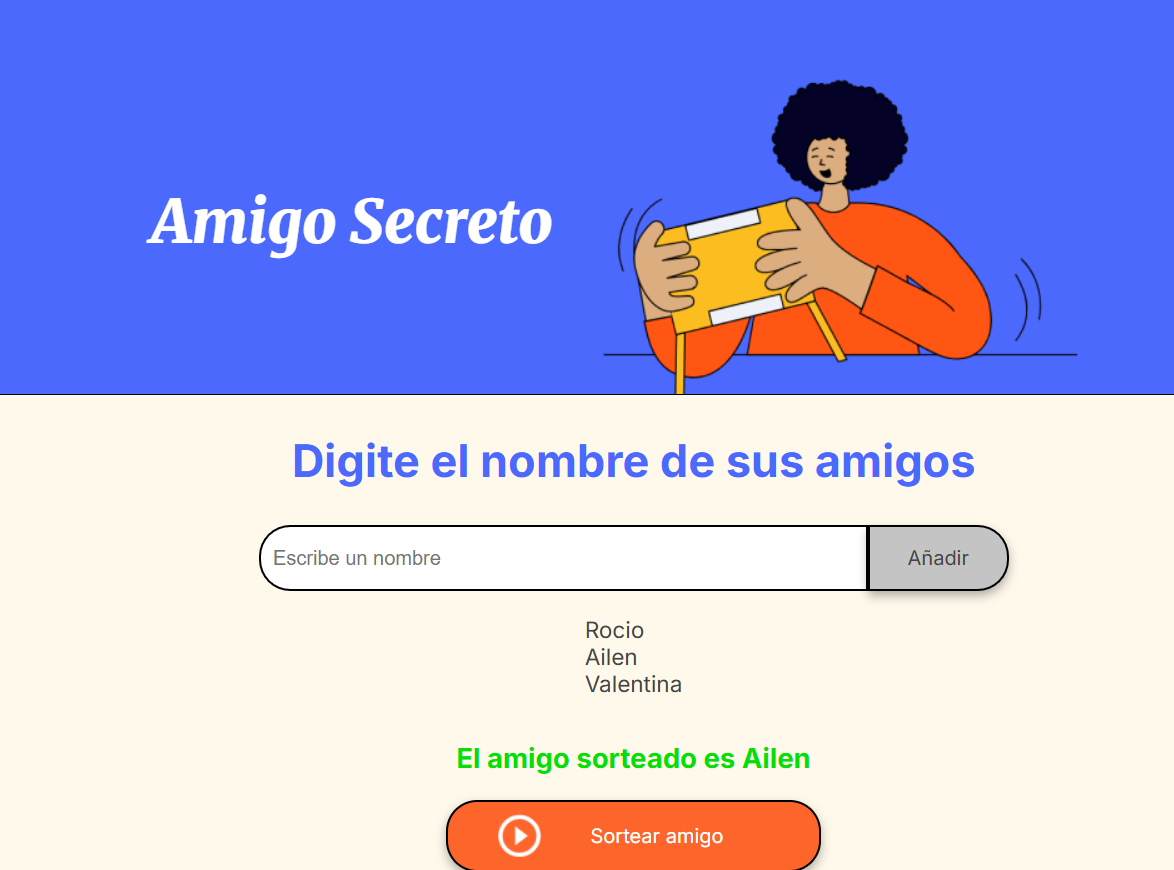 Amigo Secreto
Digite el nombre de sus amigos
Escribe un nombre
Añadir
Rocio
Ailen
Valentina
El amigo sorteado es Ailen
Sortear amigo